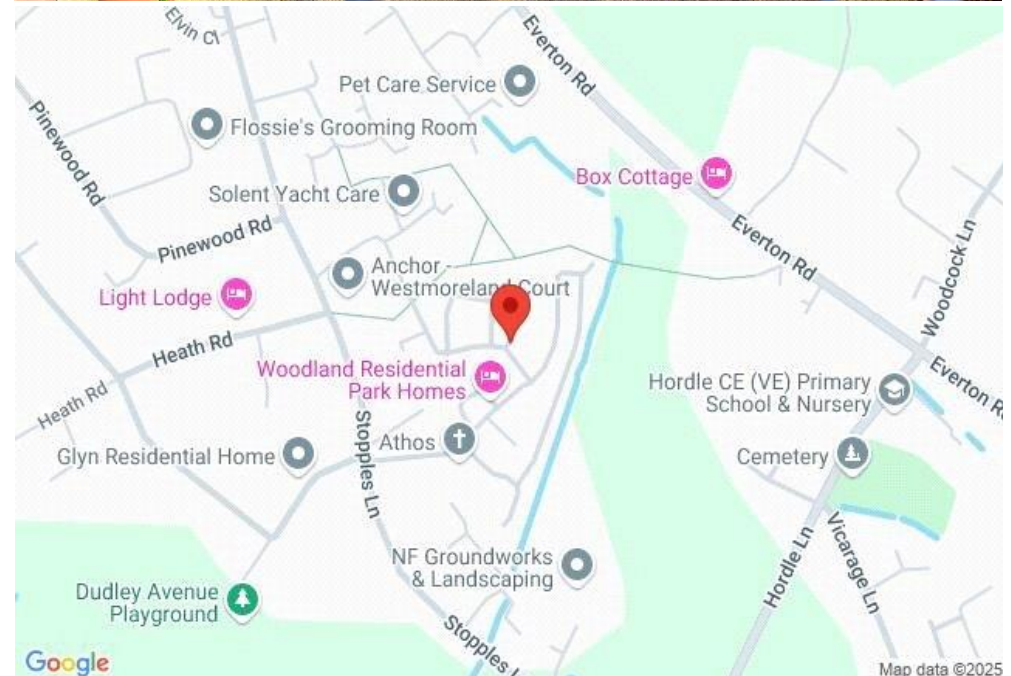 Elvin Cl
Everton Rd
Pet Care Service
Pinewood Rd
Flossie's Grooming Room
Box Cottage
Solent Yacht Care
Pinewood Rd
Everton Rd
Woodcock Ln
Anchor -
Westmoreland Court
Light Lodge
Heath Rd
Woodland Residential
Park Homes
Everton R
Hordle CE (VE) Primary
School & Nursery
Heath Rd
Athos
Stopples Ln
Glyn Residential Home
Cemetery
NF Groundworks
& Landscaping
Vicarage Ln
Hordle Ln
Dudley Avenue
Playground
Stopples L
Google
Map data ©2025